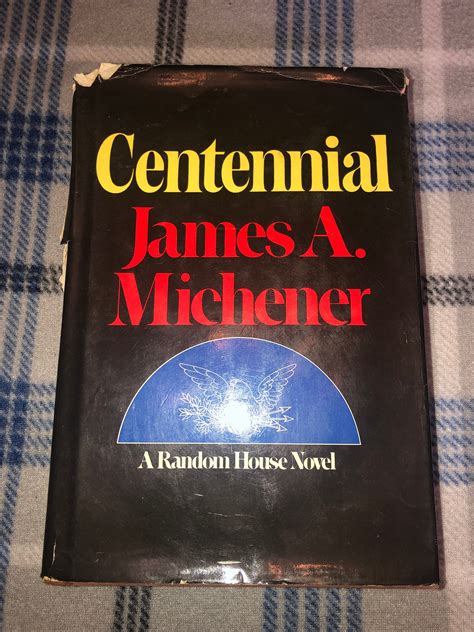 Centennial
James A.
Michener
A Random House Novel